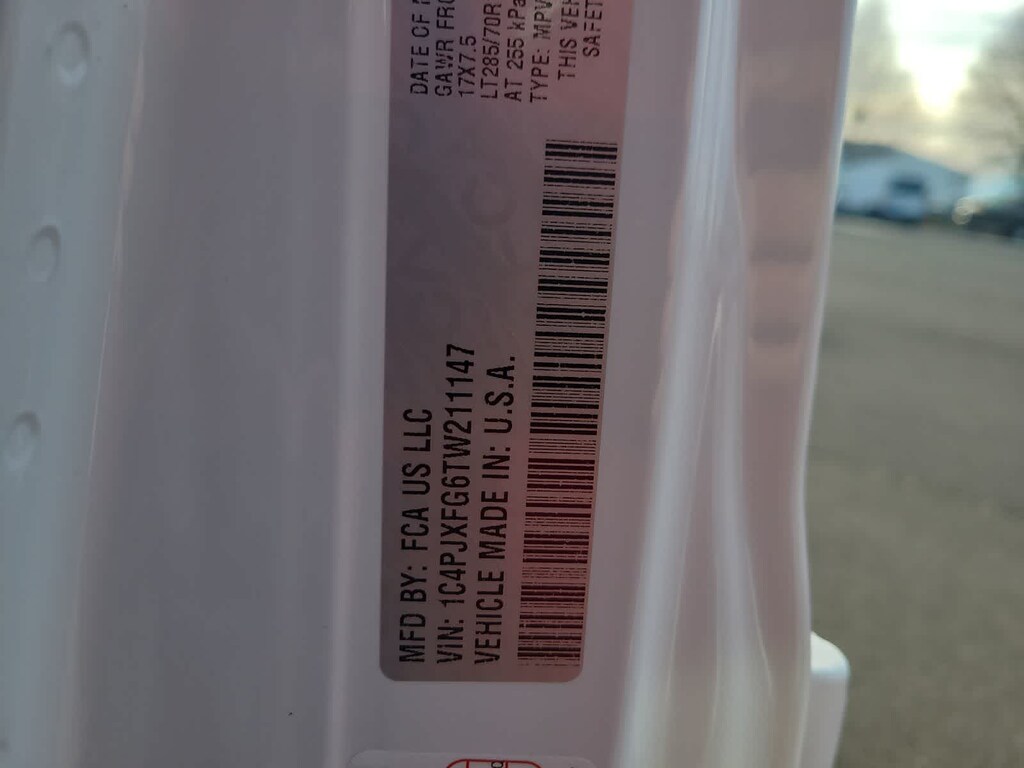 MFD BY: FCA US LLC
VIN: 1C4PJXFG6TW211147
VEHICLE MADE IN: U.S.A.
DATE OF
GAWR FRO
17X7.5
LT285/70R
AT 255 kPa
TYPE: MPV
THIS VEH
SAFET